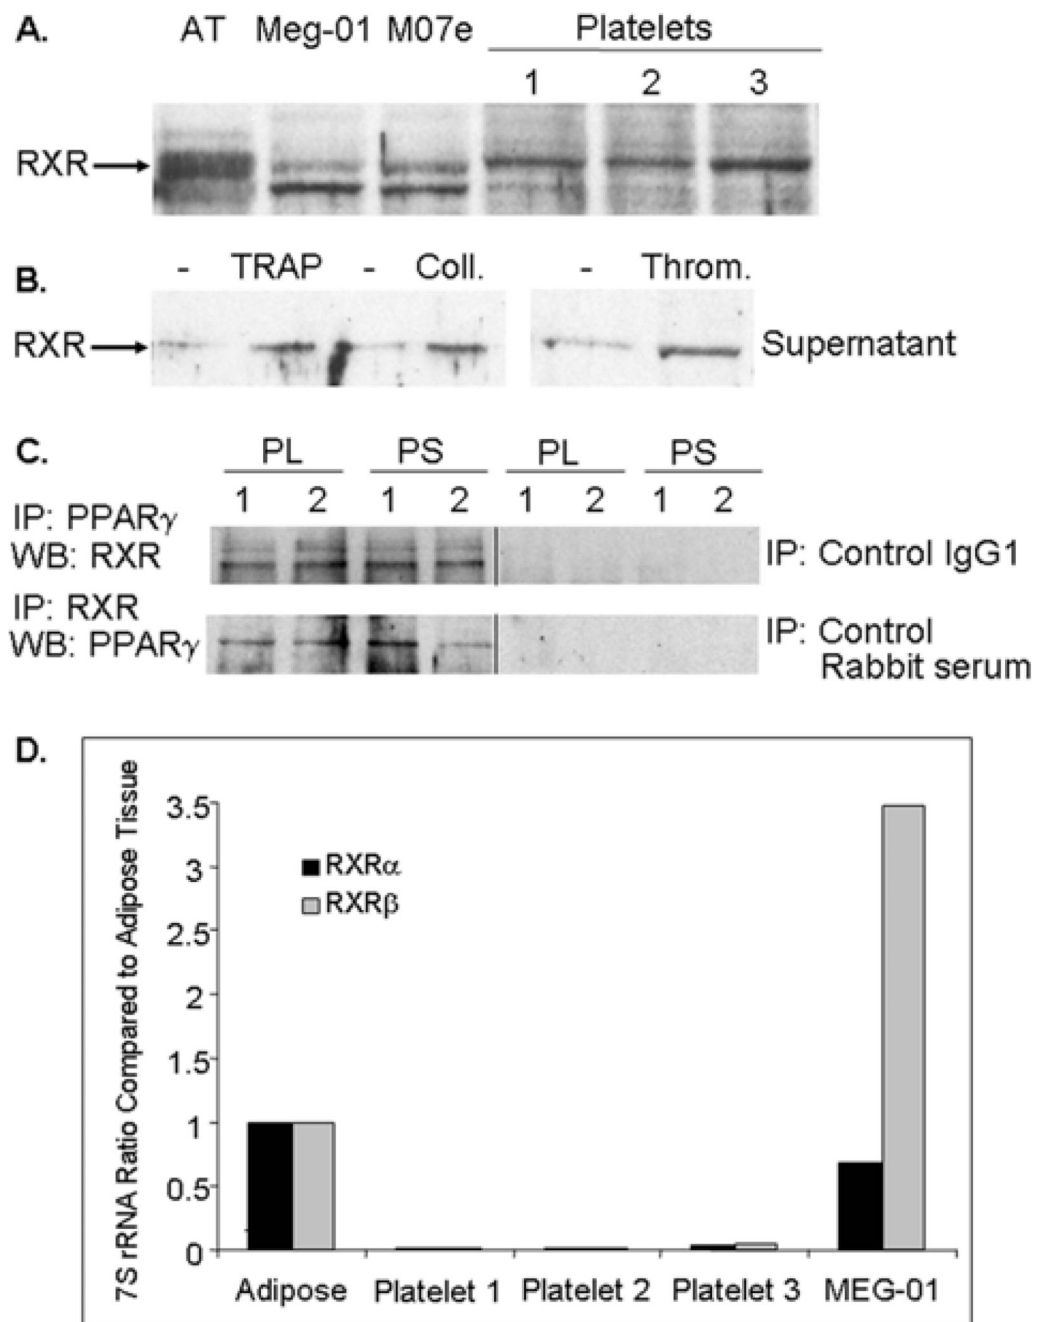 A. AT Meg-01 M07e Platelets
1 2 3
RXR
B. - TRAP - Coll. - Throm.
RXR Supernatant
C. PL PS PL PS
1 2 1 2 1 2 1 2
IP: PPARγ
WB: RXR IP: Control IgG1
IP: RXR
WB: PPARγ IP: Control
Rabbit serum
D.
7S rRNA Ratio Compared to Adipose Tissue
3.5
3
2.5
2
1.5
1
0.5
0
RXRα
RXRβ
Adipose Platelet 1 Platelet 2 Platelet 3 MEG-01